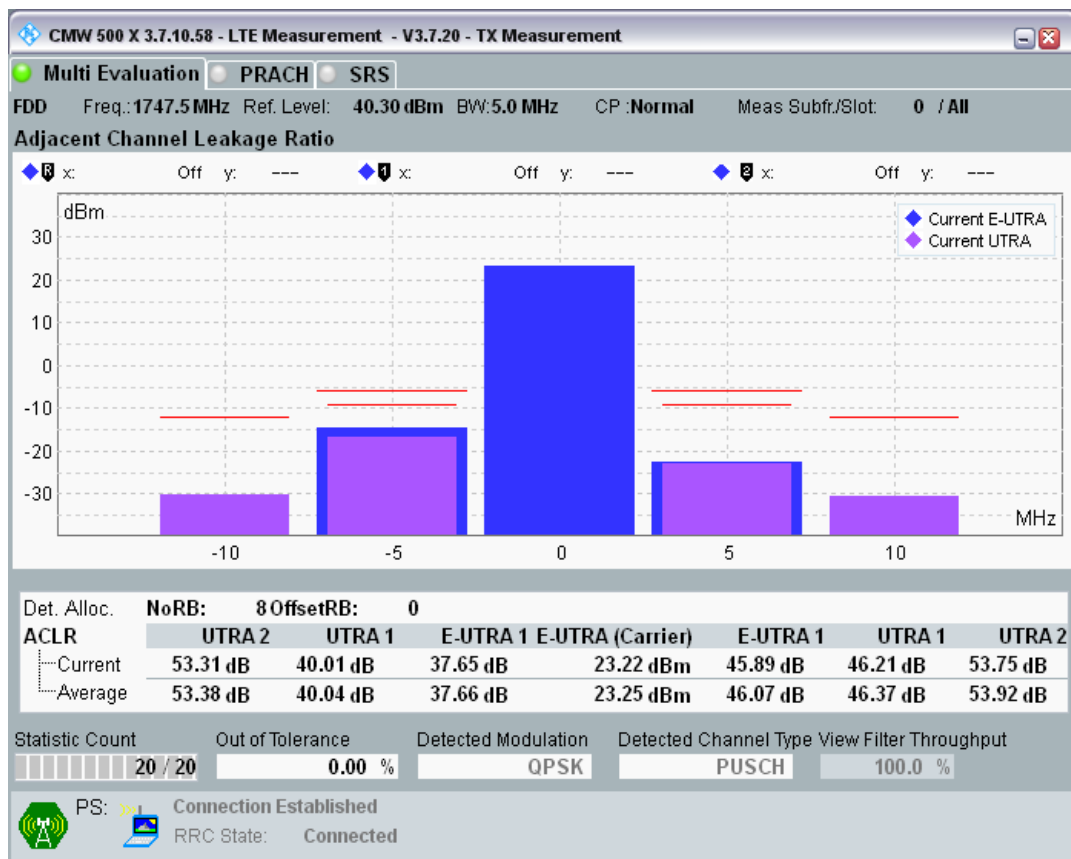 CMW 500 X 3.7.10.58 - LTE Measurement - V3.7.20 - TX Measurement
Multi Evaluation PRACH SRS
FDD Freq.:1747.5 MHz Ref. Level: 40.30 dBm BW:5.0 MHz CP :Normal Meas Subfr./Slot: 0 / All
Adjacent Channel Leakage Ratio
R x: Off y: --- 1 x: Off y: --- 2 x: Off y: ---
dBm
Current E-UTRA
Current UTRA
30
20
10
0
-10
-20
-30
MHz
-10 -5 0 5 10
Det. Alloc. NoRB: 8 OffsetRB: 0
ACLR UTRA 2 UTRA 1 E-UTRA 1 E-UTRA (Carrier) E-UTRA 1 UTRA 1 UTRA 2
Current 53.31 dB 40.01 dB 37.65 dB 23.22 dBm 45.89 dB 46.21 dB 53.75 dB
Average 53.38 dB 40.04 dB 37.66 dB 23.25 dBm 46.07 dB 46.37 dB 53.92 dB
Statistic Count Out of Tolerance Detected Modulation Detected Channel Type View Filter Throughput
20 / 20 0.00 % QPSK PUSCH 100.0 %
PS: Connection Established
RRC State: Connected